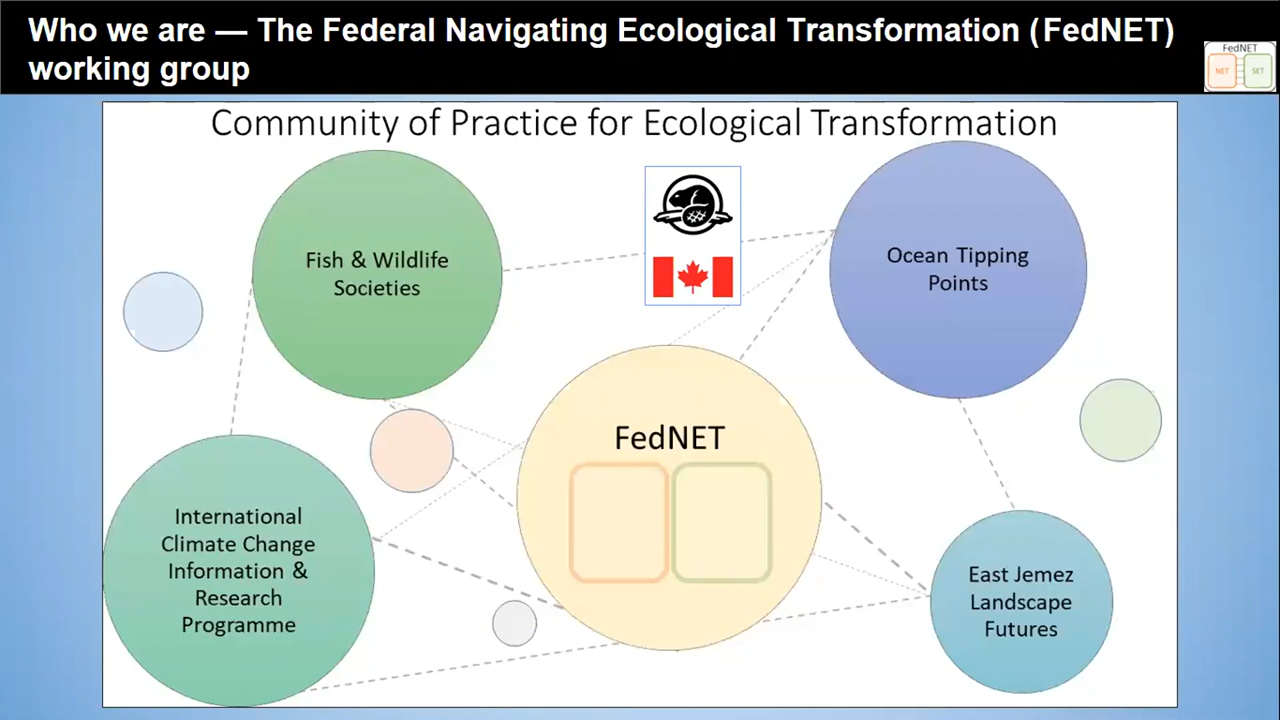 Who we are — The Federal Navigating Ecological Transformation (FedNET)
working group
FedNET
NET
SET
Community of Practice for Ecological Transformation
Fish & Wildlife
Societies
Ocean Tipping
Points
FedNET
International
Climate Change
Information &
Research
Programme
East Jemez
Landscape
Futures